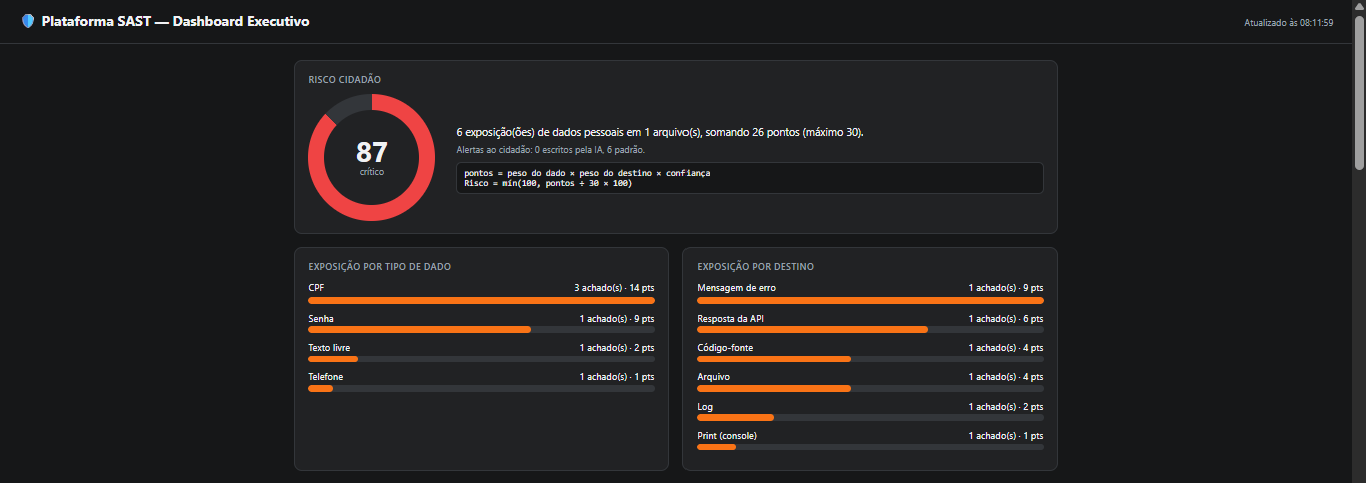 Plataforma SAST — Dashboard Executivo
Atualizado às 08:11:59
RISCO CIDADÃO
87
crítico
6 exposição(ões) de dados pessoais em 1 arquivo(s), somando 26 pontos (máximo 30).
Alertas ao cidadão: 0 escritos pela IA, 6 padrão.
pontos = peso do dado × peso do destino × confiança
Risco = min(100, pontos ÷ 30 × 100)
EXPOSIÇÃO POR TIPO DE DADO
CPF 3 achado(s) · 14 pts
Senha 1 achado(s) · 9 pts
Texto livre 1 achado(s) · 2 pts
Telefone 1 achado(s) · 1 pts
EXPOSIÇÃO POR DESTINO
Mensagem de erro 1 achado(s) · 9 pts
Resposta da API 1 achado(s) · 6 pts
Código-fonte 1 achado(s) · 4 pts
Arquivo 1 achado(s) · 4 pts
Log 1 achado(s) · 2 pts
Print (console) 1 achado(s) · 1 pts